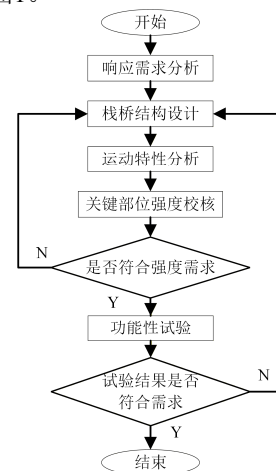 开始
响应需求分析
栈桥结构设计
运动特性分析
关键部位强度校核
N
是否符合强度需求
Y
功能性试验
试验结果是否
符合需求
N
Y
结束